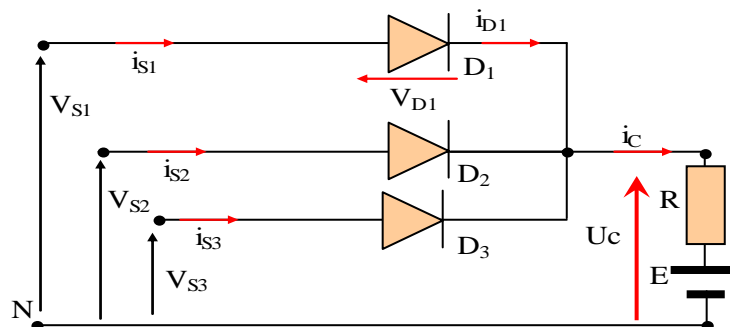 i_D1
i_S1
D_1
V_D1
V_S1
i_C
i_S2
D_2
V_S2
R
i_S3
Uc
D_3
V_S3
E
N